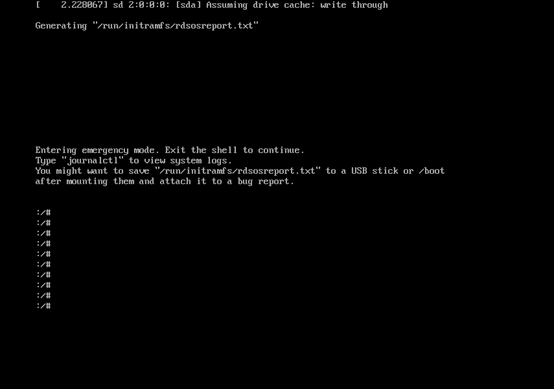 [    2.228067] sd 2:0:0:0: [sda] Assuming drive cache: write through
Generating "/run/initramfs/rdsosreport.txt"
Entering emergency mode. Exit the shell to continue.
Type "journalctl" to view system logs.
You might want to save "/run/initramfs/rdsosreport.txt" to a USB stick or /boot
after mounting them and attach it to a bug report.
:/#
:/#
:/#
:/#
:/#
:/#
:/#
:/#
:/#
:/#